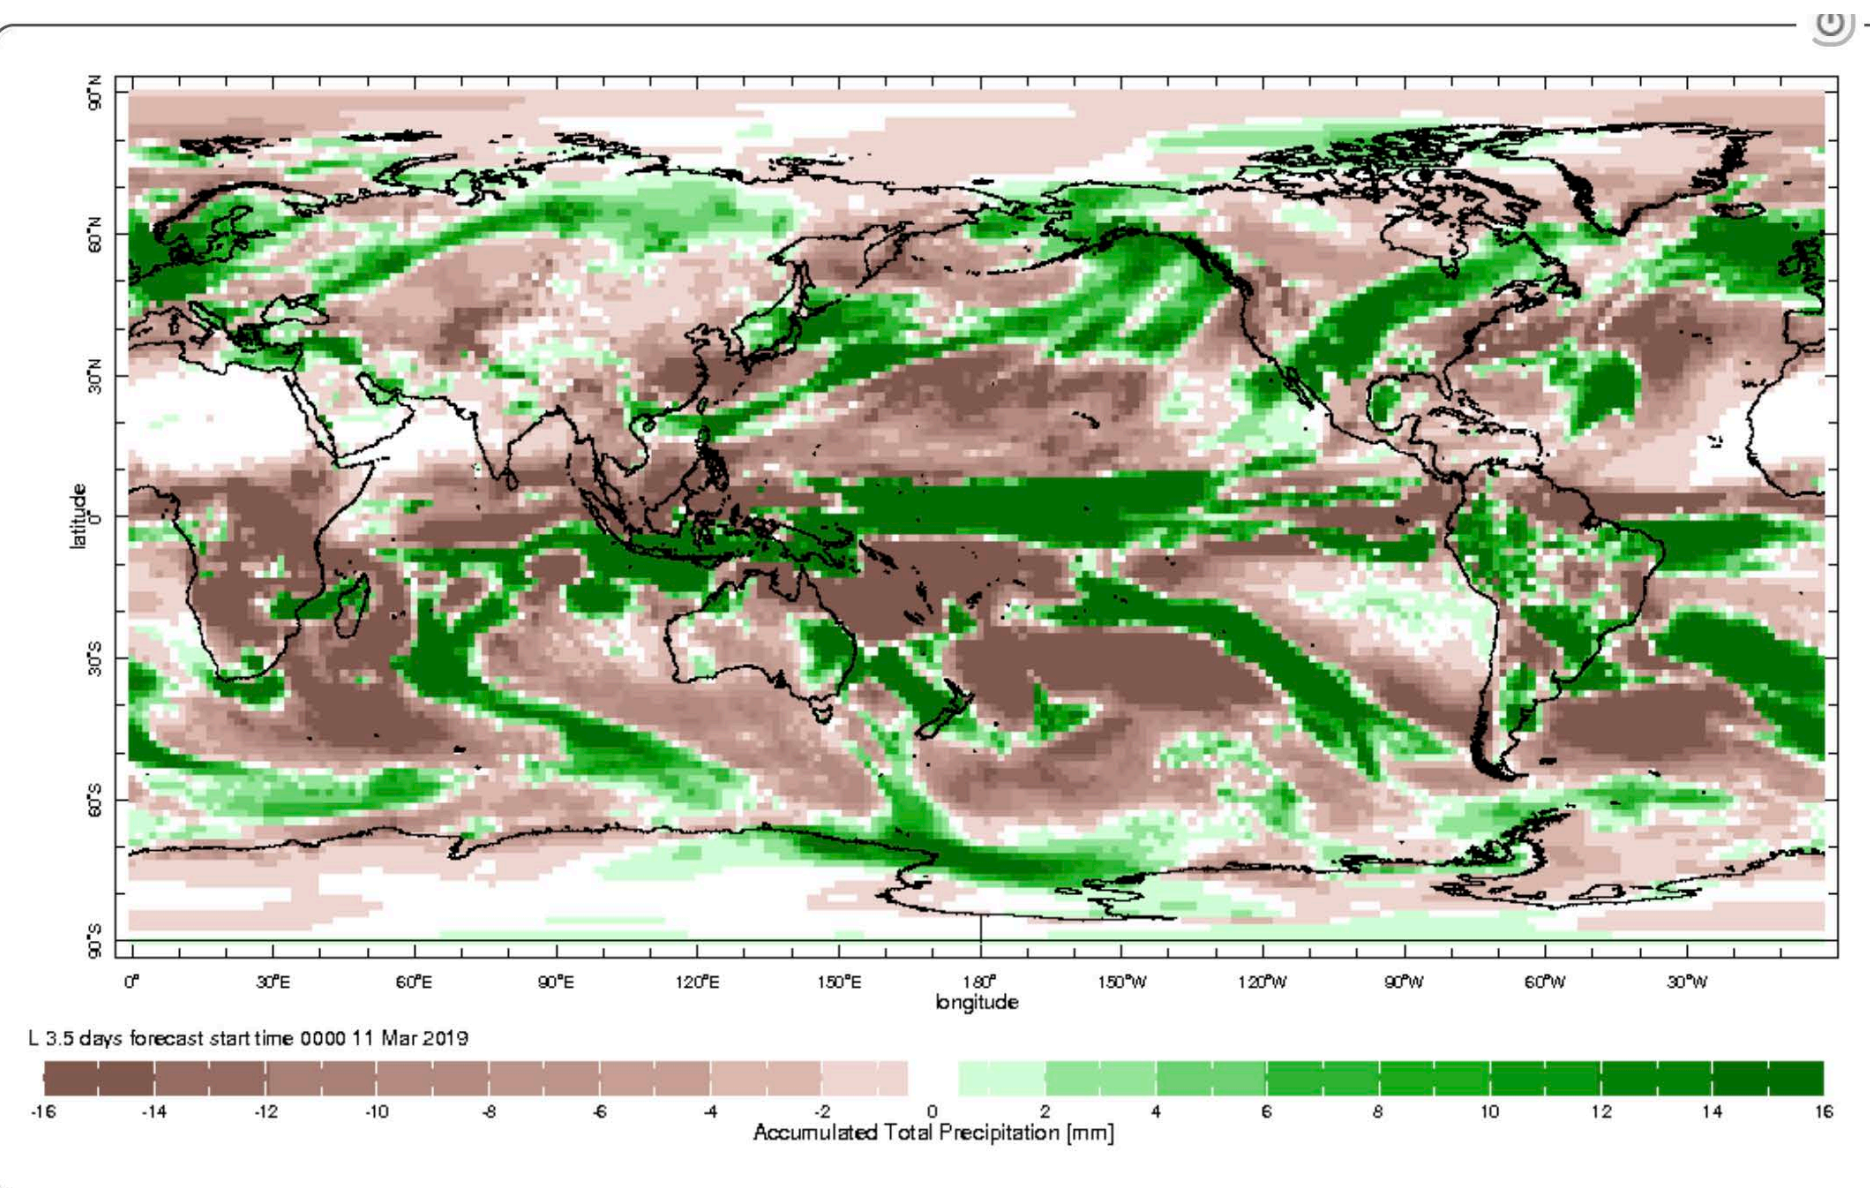 90°N
60°N
30°N
0°
30°S
60°S
90°S
latitude
0° 30°E 60°E 90°E 120°E 150°E 180° 150°W 120°W 90°W 60°W 30°W
longitude
L 3.5 days forecast start time 0000 11 Mar 2019
-16 -14 -12 -10 -8 -6 -4 -2 0 2 4 6 8 10 12 14 16
Accumulated Total Precipitation [mm]